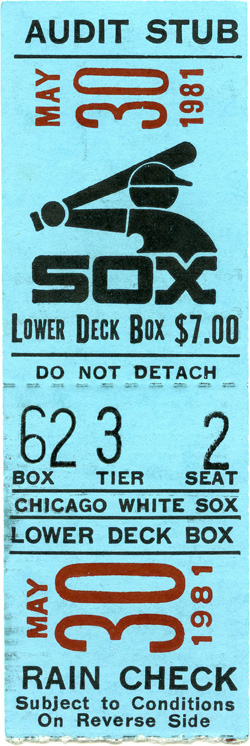 AUDIT STUB
MAY 30 1981
SOX
LOWER DECK BOX $7.00
DO NOT DETACH
62 3 2
BOX TIER SEAT
CHICAGO WHITE SOX
LOWER DECK BOX
MAY 30 1981
RAIN CHECK
Subject to Conditions
On Reverse Side